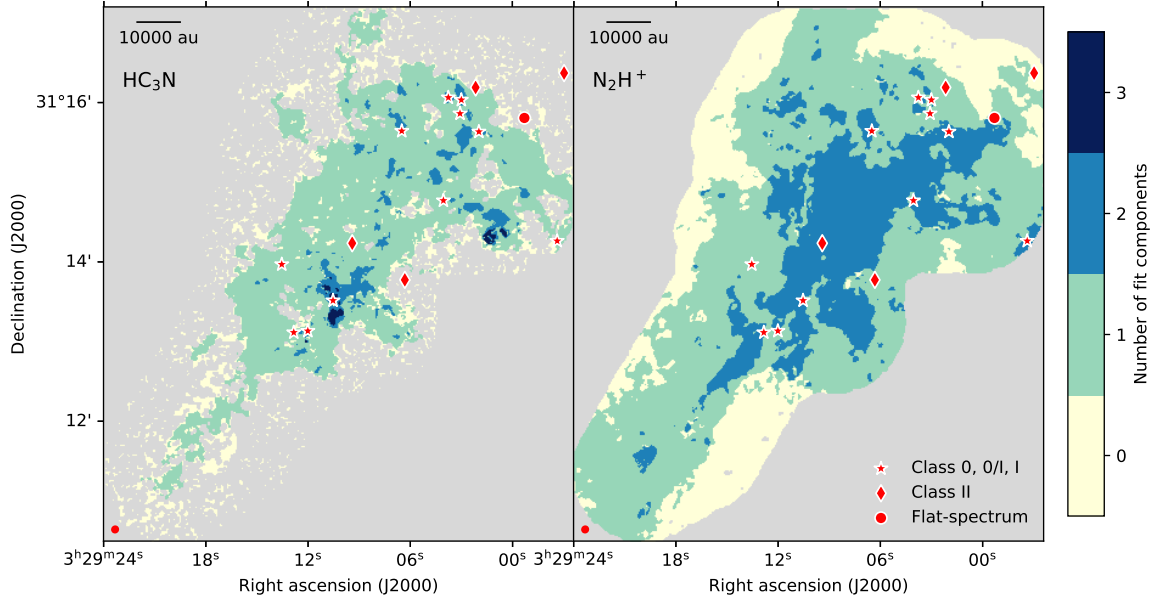 10000 au
HC₃N
10000 au
N₂H⁺
31°16'
14'
12'
Declination (J2000)
3ʰ29ᵐ24ˢ
18ˢ
12ˢ
06ˢ
00ˢ
3ʰ29ᵐ24ˢ
18ˢ
12ˢ
06ˢ
00ˢ
Right ascension (J2000)
Right ascension (J2000)
Class 0, 0/I, I
Class II
Flat-spectrum
3
2
1
0
Number of fit components